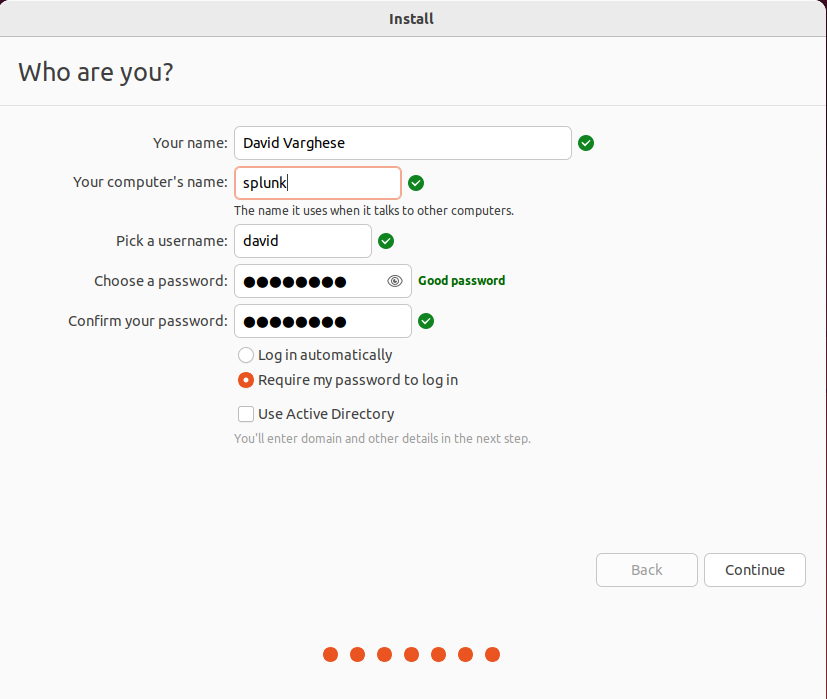 Install
Who are you?
Your name: David Varghese
Your computer's name: splunk
The name it uses when it talks to other computers.
Pick a username: david
Choose a password: ●●●●●●●● Good password
Confirm your password: ●●●●●●●●
Log in automatically
Require my password to log in
Use Active Directory
You'll enter domain and other details in the next step.
Back Continue